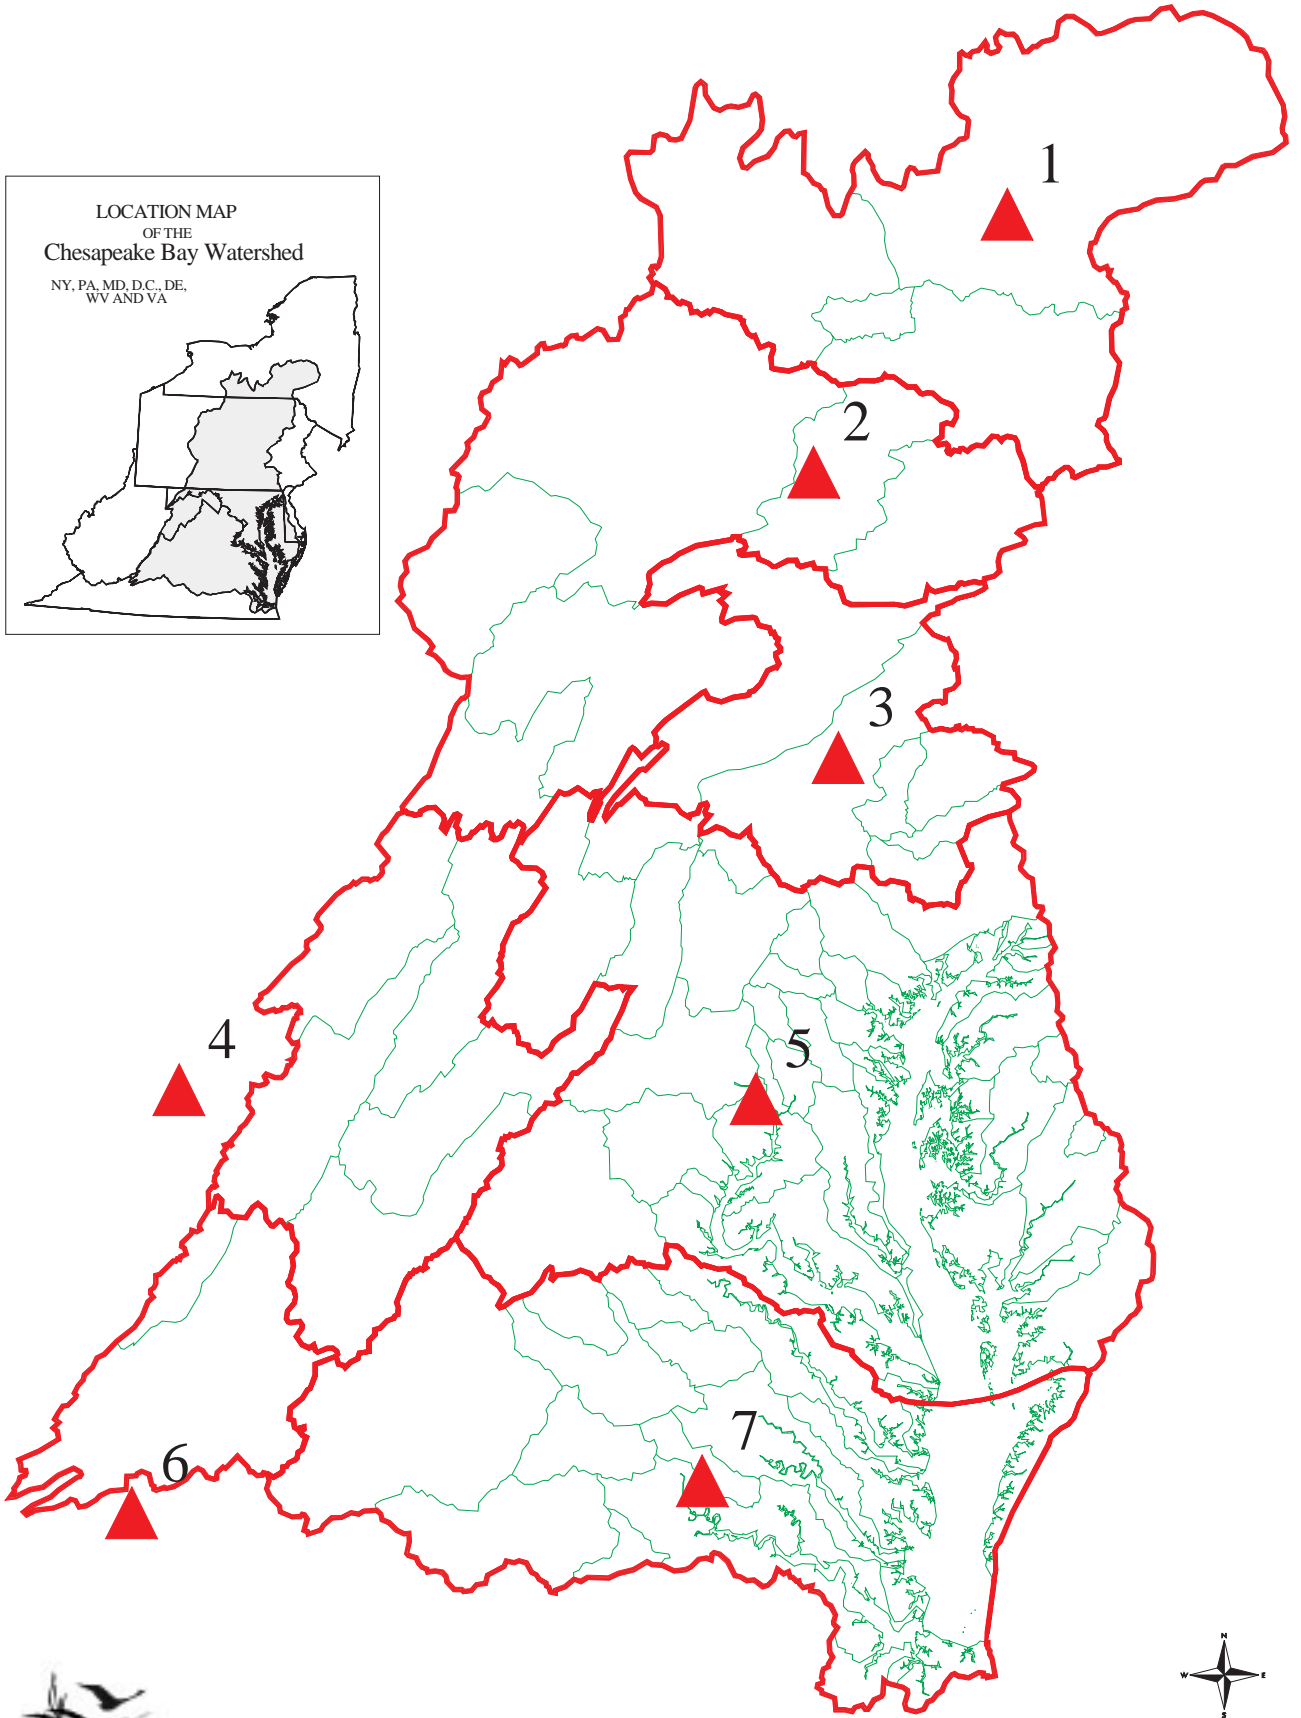 1
LOCATION MAP
OF THE
Chesapeake Bay Watershed
NY, PA, MD, D.C., DE,
WV AND VA
2
3
4
5
6
7
N
W E
S